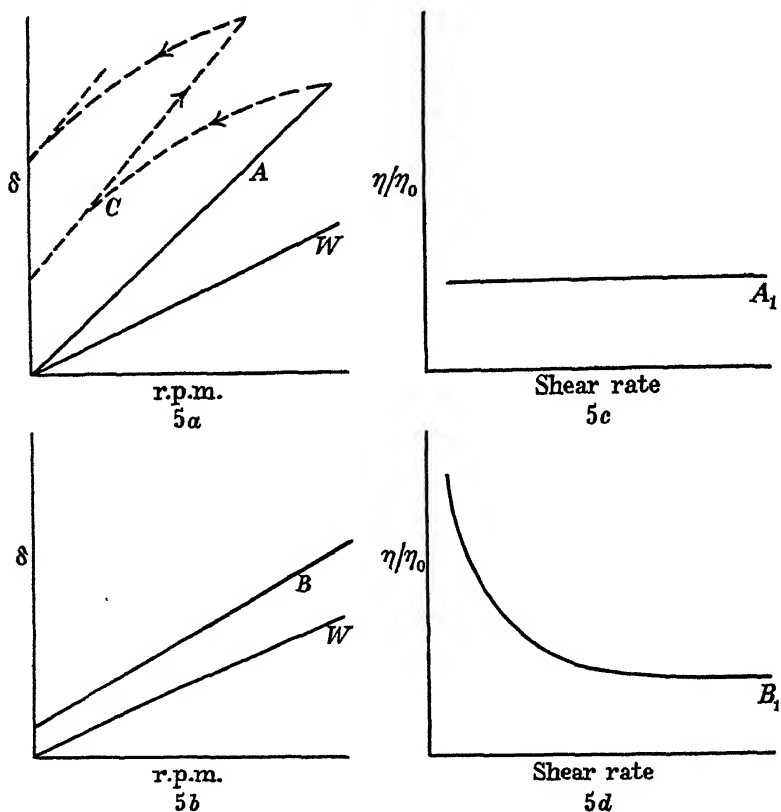 δ
A
C
W
r.p.m.
5a
η/η₀
A₁
Shear rate
5c
δ
B
W
r.p.m.
5b
η/η₀
B₁
Shear rate
5d